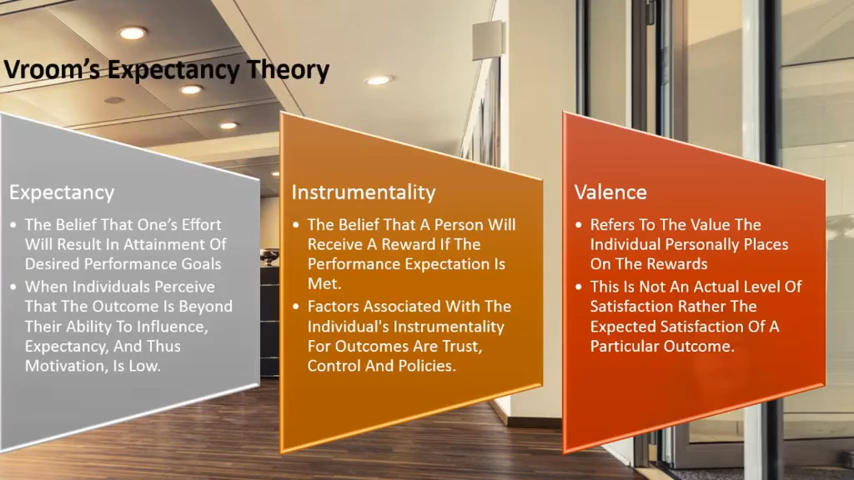 Vroom's Expectancy Theory
Expectancy
• The Belief That One's Effort
Will Result In Attainment Of
Desired Performance Goals
• When Individuals Perceive
That The Outcome Is Beyond
Their Ability To Influence,
Expectancy, And Thus
Motivation, Is Low.
Instrumentality
• The Belief That A Person Will
Receive A Reward If The
Performance Expectation Is
Met.
• Factors Associated With The
Individual's Instrumentality
For Outcomes Are Trust,
Control And Policies.
Valence
• Refers To The Value The
Individual Personally Places
On The Rewards
• This Is Not An Actual Level Of
Satisfaction Rather The
Expected Satisfaction Of A
Particular Outcome.